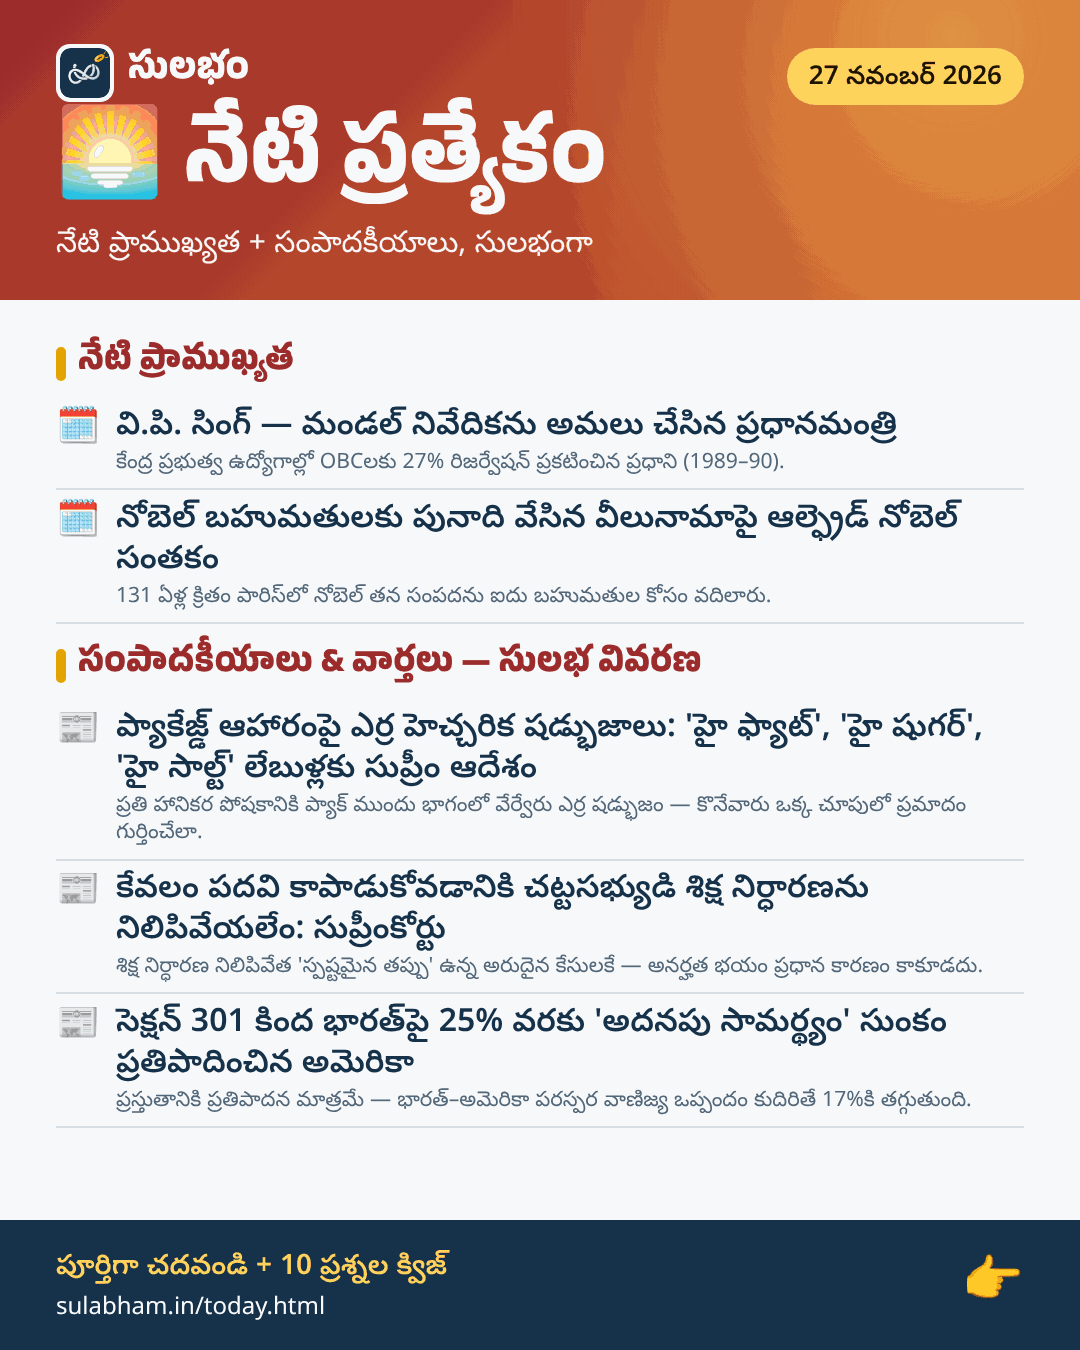 సులభం
27 నవంబర్ 2026
నేటి ప్రత్యేకం
నేటి ప్రాముఖ్యత + సంపాదకీయాలు, సులభంగా
నేటి ప్రాముఖ్యత
వి.పి. సింగ్ — మండల్ నివేదికను అమలు చేసిన ప్రధానమంత్రి
కేంద్ర ప్రభుత్వ ఉద్యోగాల్లో OBCలకు 27% రిజర్వేషన్ ప్రకటించిన ప్రధాని (1989–90).
నోబెల్ బహుమతులకు పునాది వేసిన వీలునామాపై ఆల్ఫ్రెడ్ నోబెల్
సంతకం
131 ఏళ్ల క్రితం పారిస్‌లో నోబెల్ తన సంపదను ఐదు బహుమతుల కోసం వదిలారు.
సంపాదకీయాలు & వార్తలు — సులభ వివరణ
ప్యాకేజ్డ్ ఆహారంపై ఎర్ర హెచ్చరిక షడ్భుజాలు: 'హై ఫ్యాట్', 'హై షుగర్',
'హై సాల్ట్' లేబుళ్లకు సుప్రీం ఆదేశం
ప్రతి హానికర పోషకానికి ప్యాక్ ముందు భాగంలో వేర్వేరు ఎర్ర షడ్భుజం — కొనేవారు ఒక్క చూపులో ప్రమాదం
గుర్తించేలా.
కేవలం పదవి కాపాడుకోవడానికి చట్టసభ్యుడి శిక్ష నిర్ధారణను
నిలిపివేయలేం: సుప్రీంకోర్టు
శిక్ష నిర్ధారణ నిలిపివేత 'స్పష్టమైన తప్పు' ఉన్న అరుదైన కేసులకే — అనర్హత భయం ప్రధాన కారణం కాకూడదు.
సెక్షన్ 301 కింద భారత్‌పై 25% వరకు 'అదనపు సామర్థ్యం' సుంకం
ప్రతిపాదించిన అమెరికా
ప్రస్తుతానికి ప్రతిపాదన మాత్రమే — భారత్–అమెరికా పరస్పర వాణిజ్య ఒప్పందం కుదిరితే 17%కి తగ్గుతుంది.
పూర్తిగా చదవండి + 10 ప్రశ్నల క్విజ్
sulabham.in/today.html